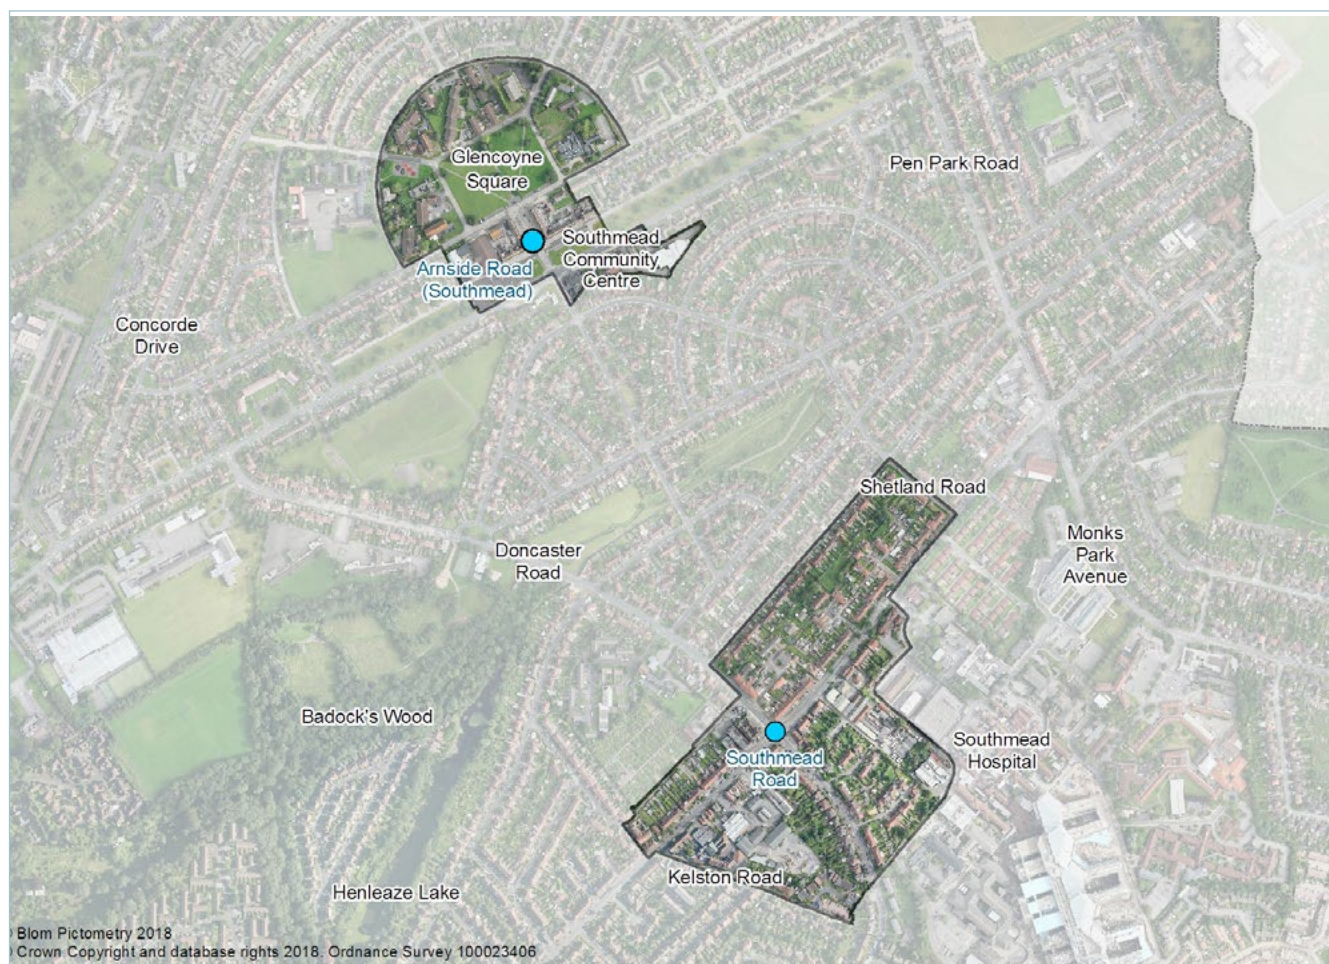 Glencoyne
Square
Pen Park Road
Southmead
Community
Centre
Arnside Road
(Southmead)
Concorde
Drive
Shetland Road
Monks
Park
Avenue
Doncaster
Road
Badock's Wood
Southmead
Hospital
Southmead
Road
Kelston Road
Henleaze Lake
Blom Pictometry 2018
Crown Copyright and database rights 2018. Ordnance Survey 100023406